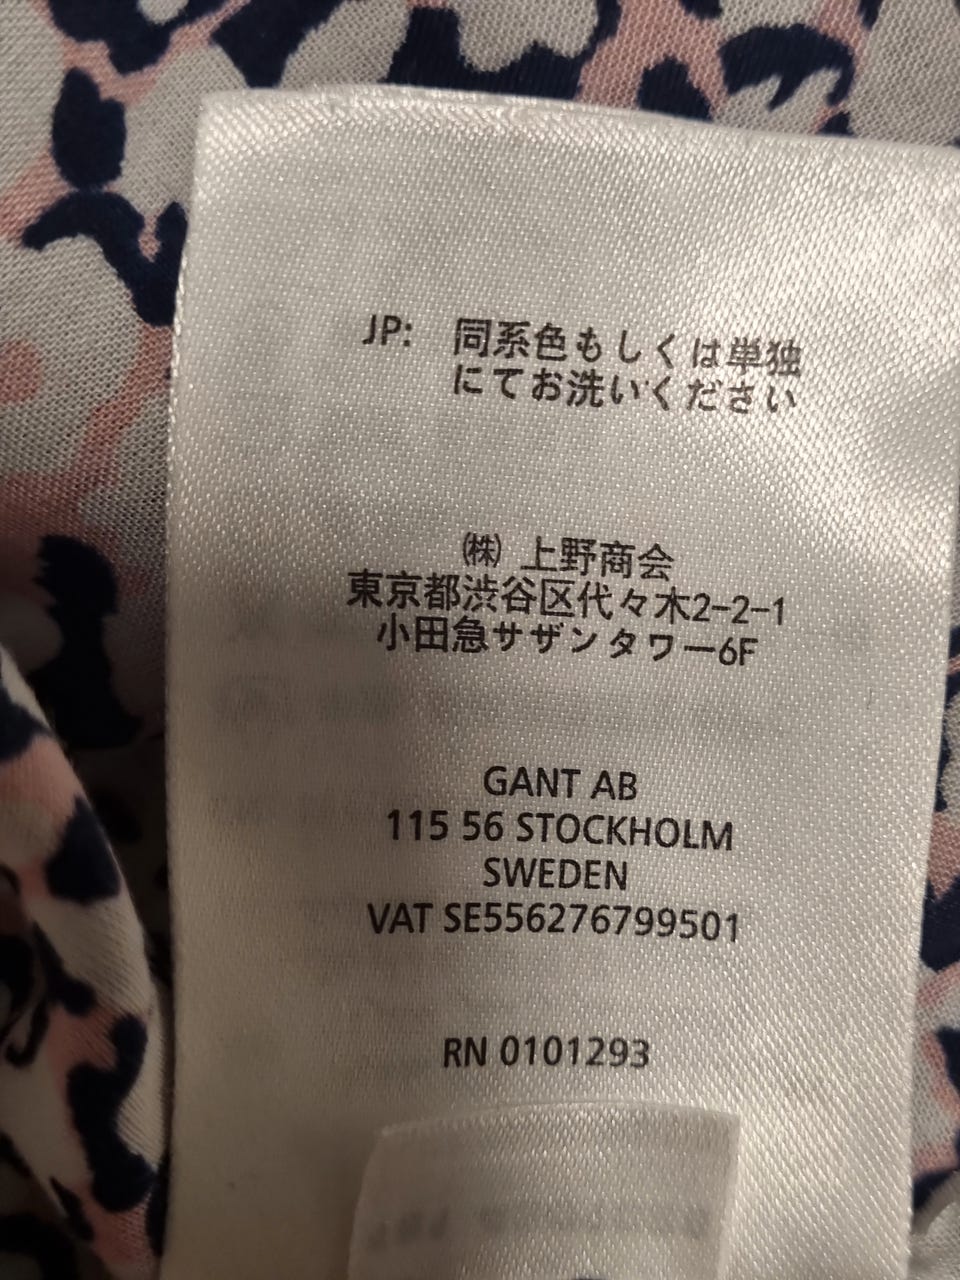 JP: 同系色もしくは単独
にてお洗いください
㈱ 上野商会
東京都渋谷区代々木2-2-1
小田急サザンタワー6F
GANT AB
115 56 STOCKHOLM
SWEDEN
VAT SE556276799501
RN 0101293